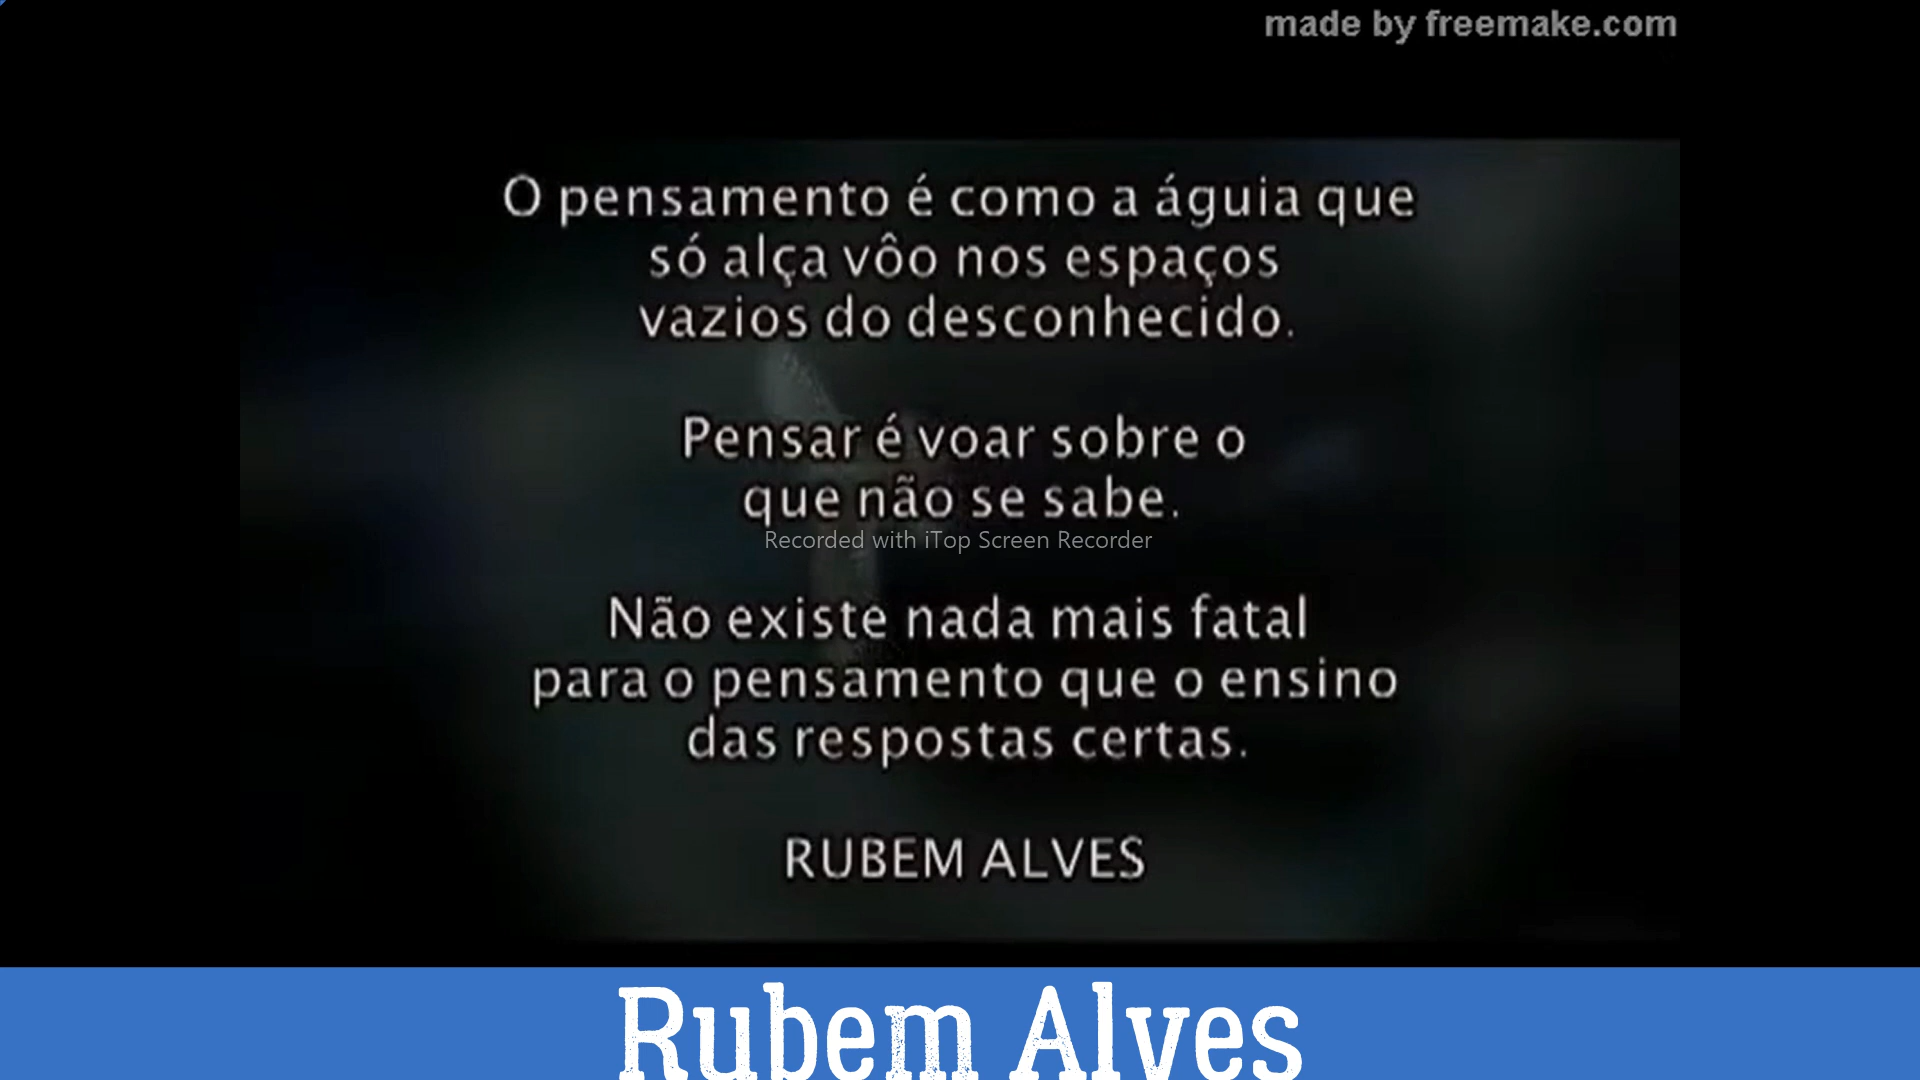 made by freemake.com
O pensamento é como a águia que
só alça vôo nos espaços
vazios do desconhecido.
Pensar é voar sobre o
que não se sabe.
Recorded with iTop Screen Recorder
Não existe nada mais fatal
para o pensamento que o ensino
das respostas certas.
RUBEM ALVES
Rubem Alves